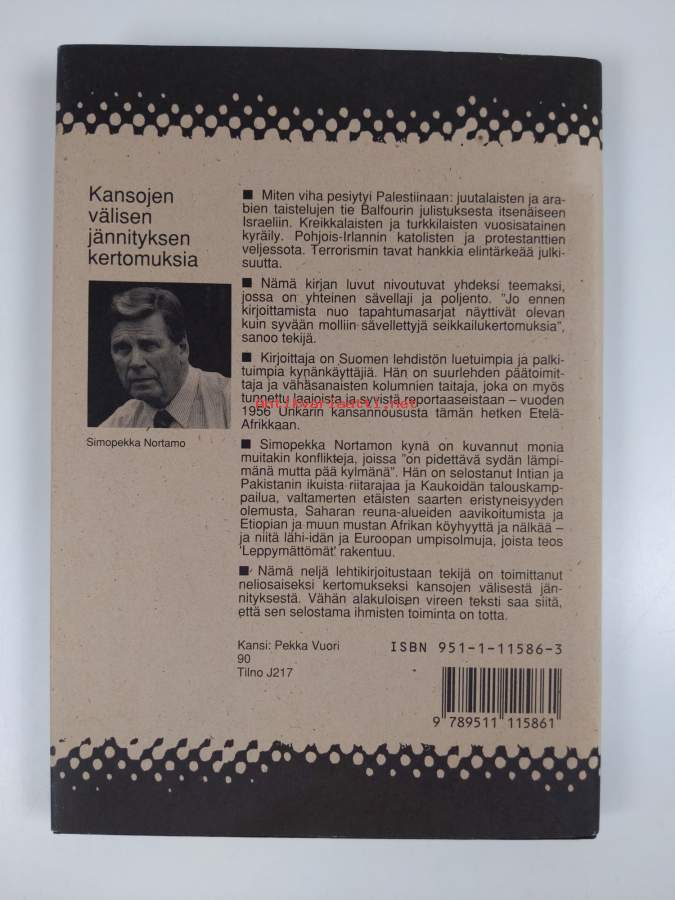 Kansojen
välisen
jännityksen
kertomuksia
Simopekka Nortamo
■ Miten viha pesiytyi Palestiinaan: juutalaisten ja ara-
bien taistelujen tie Balfourin julistuksesta itsenäiseen
Israeliin. Kreikkalaisten ja turkkilaisten vuosisatainen
kyräily. Pohjois-Irlannin katolisten ja protestanttien
veljessota. Terrorismin tavat hankkia elintärkeää julki-
suutta.
■ Nämä kirjan luvut nivoutuvat yhdeksi teemaksi,
jossa on yhteinen sävellaji ja poljento. "Jo ennen
kirjoittamista nuo tapahtumasarjat näyttivät olevan
kuin syvään molliin sävellettyjä seikkailukertomuksia",
sanoo tekijä.
■ Kirjoittaja on Suomen lehdistön luetuimpia ja palki-
tuimpia kynänkäyttäjiä. Hän on suurlehden päätoimit-
taja ja vähäsanaisten kolumnien taitaja, joka on myös
tunnettu laajoista ja syvistä reportaaseistaan – vuoden
antikvariaatti.net
1956 Unkarin kansannoususta tämän hetken Etelä-
Afrikkaan.
■ Simopekka Nortamon kynä on kuvannut monia
muitakin konflikteja, joissa "on pidettävä sydän lämpi-
mänä mutta pää kylmänä". Hän on selostanut Intian ja
Pakistanin ikuista riitarajaa ja Kaukoidän talouskamp-
pailua, valtamerten etäisten saarten eristyneisyyden
olemusta, Saharan reuna-alueiden aavikoitumista ja
Etiopian ja muun mustan Afrikan köyhyyttä ja nälkää –
ja niitä lähi-idän ja Euroopan umpisolmuja, joista teos
'Leppymättömät' rakentuu.
■ Nämä neljä lehtikirjoitustaan tekijä on toimittanut
neliosaiseksi kertomukseksi kansojen välisestä jän-
nityksestä. Vähän alakuloisen vireen teksti saa siitä,
että sen selostama ihmisten toiminta on totta.
Kansi: Pekka Vuori
90
Tilno J217
ISBN 951-1-11586-3
9 789511 115861